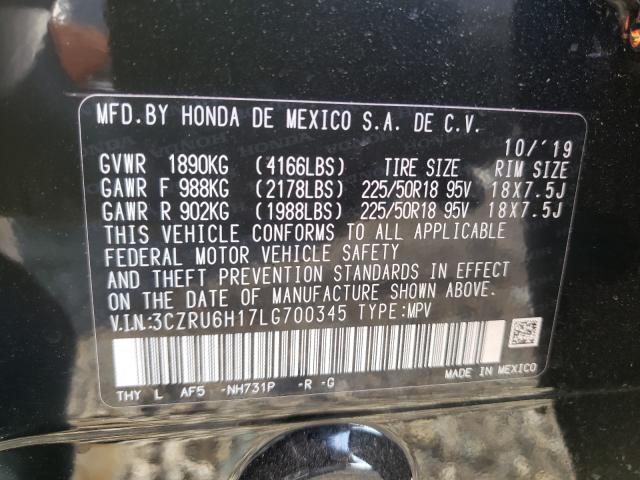 MFD.BY HONDA DE MEXICO S.A. DE C.V.
10/'19
GVWR 1890KG (4166LBS) TIRE SIZE RIM SIZE
GAWR F 988KG (2178LBS) 225/50R18 95V 18X7.5J
GAWR R 902KG (1988LBS) 225/50R18 95V 18X7.5J
THIS VEHICLE CONFORMS TO ALL APPLICABLE
FEDERAL MOTOR VEHICLE SAFETY
AND THEFT PREVENTION STANDARDS IN EFFECT
ON THE DATE OF MANUFACTURE SHOWN ABOVE.
V.I.N:3CZRU6H17LG700345 TYPE:MPV
MADE IN MEXICO
THY L AF5 -NH731P -R -G